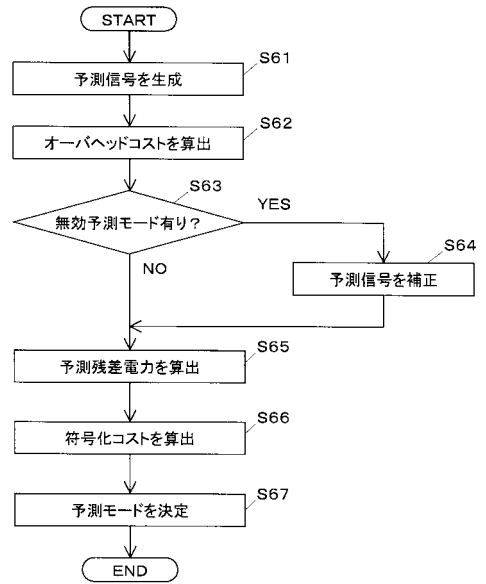 START
S61
予測信号を生成
S62
オーバヘッドコストを算出
S63
無効予測モード有り?
YES
NO
S64
予測信号を補正
S65
予測残差電力を算出
S66
符号化コストを算出
S67
予測モードを決定
END